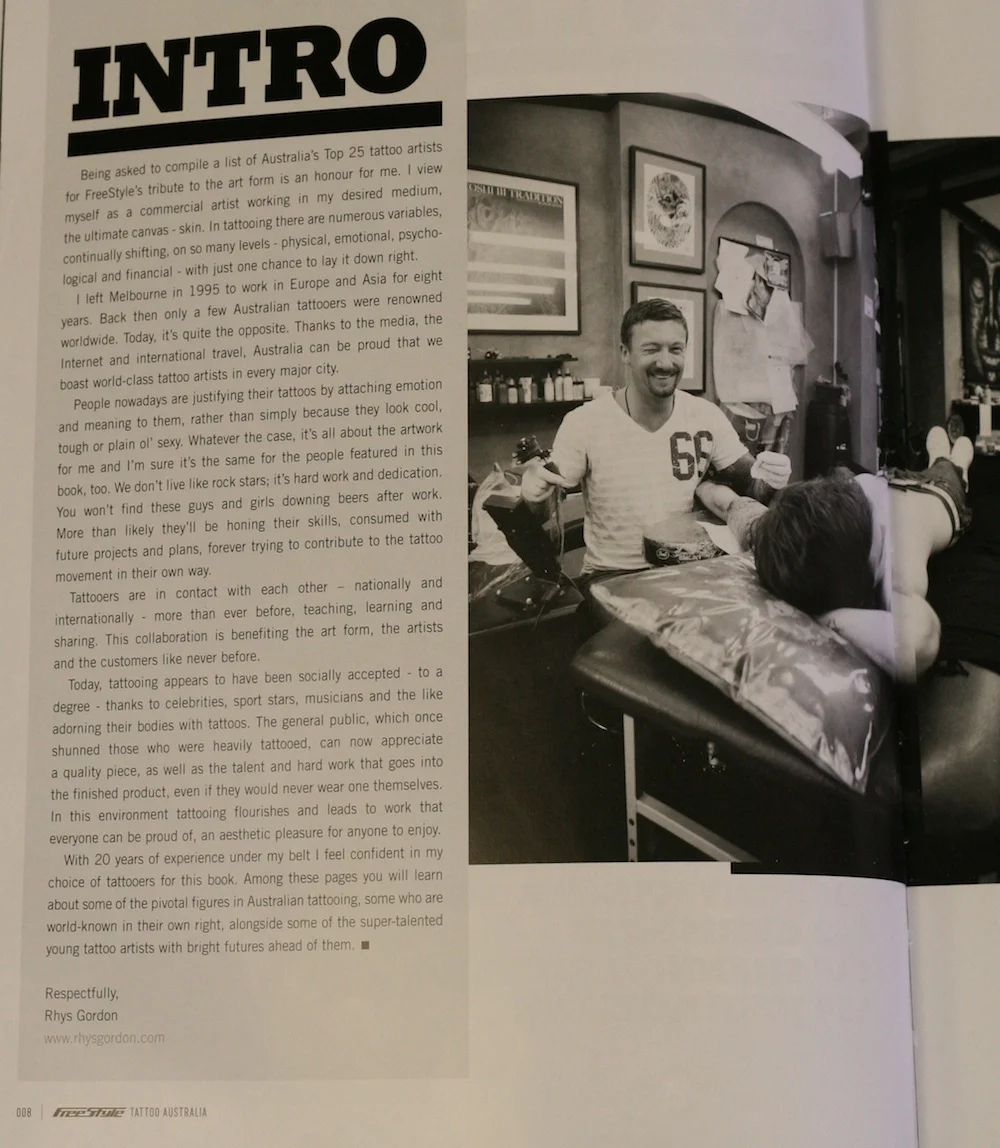 INTRO
Being asked to compile a list of Australia's Top 25 tattoo artists
for FreeStyle's tribute to the art form is an honour for me. I view
myself as a commercial artist working in my desired medium,
the ultimate canvas - skin. In tattooing there are numerous variables,
continually shifting, on so many levels - physical, emotional, psycho-
logical and financial - with just one chance to lay it down right.
I left Melbourne in 1995 to work in Europe and Asia for eight
years. Back then only a few Australian tattooers were renowned
worldwide. Today, it's quite the opposite. Thanks to the media, the
Internet and international travel, Australia can be proud that we
boast world-class tattoo artists in every major city.
People nowadays are justifying their tattoos by attaching emotion
and meaning to them, rather than simply because they look cool,
tough or plain ol' sexy. Whatever the case, it's all about the artwork
for me and I'm sure it's the same for the people featured in this
book, too. We don't live like rock stars; it's hard work and dedication.
You won't find these guys and girls downing beers after work.
More than likely they'll be honing their skills, consumed with
future projects and plans, forever trying to contribute to the tattoo
movement in their own way.
Tattooers are in contact with each other – nationally and
internationally - more than ever before, teaching, learning and
sharing. This collaboration is benefiting the art form, the artists
and the customers like never before.
Today, tattooing appears to have been socially accepted - to a
degree - thanks to celebrities, sport stars, musicians and the like
adorning their bodies with tattoos. The general public, which once
shunned those who were heavily tattooed, can now appreciate
a quality piece, as well as the talent and hard work that goes into
the finished product, even if they would never wear one themselves.
In this environment tattooing flourishes and leads to work that
everyone can be proud of, an aesthetic pleasure for anyone to enjoy.
With 20 years of experience under my belt I feel confident in my
choice of tattooers for this book. Among these pages you will learn
about some of the pivotal figures in Australian tattooing, some who are
world-known in their own right, alongside some of the super-talented
young tattoo artists with bright futures ahead of them. ■
Respectfully,
Rhys Gordon
www.rhysgordon.com
008 | FreeStyle TATTOO AUSTRALIA
TRADITION
66